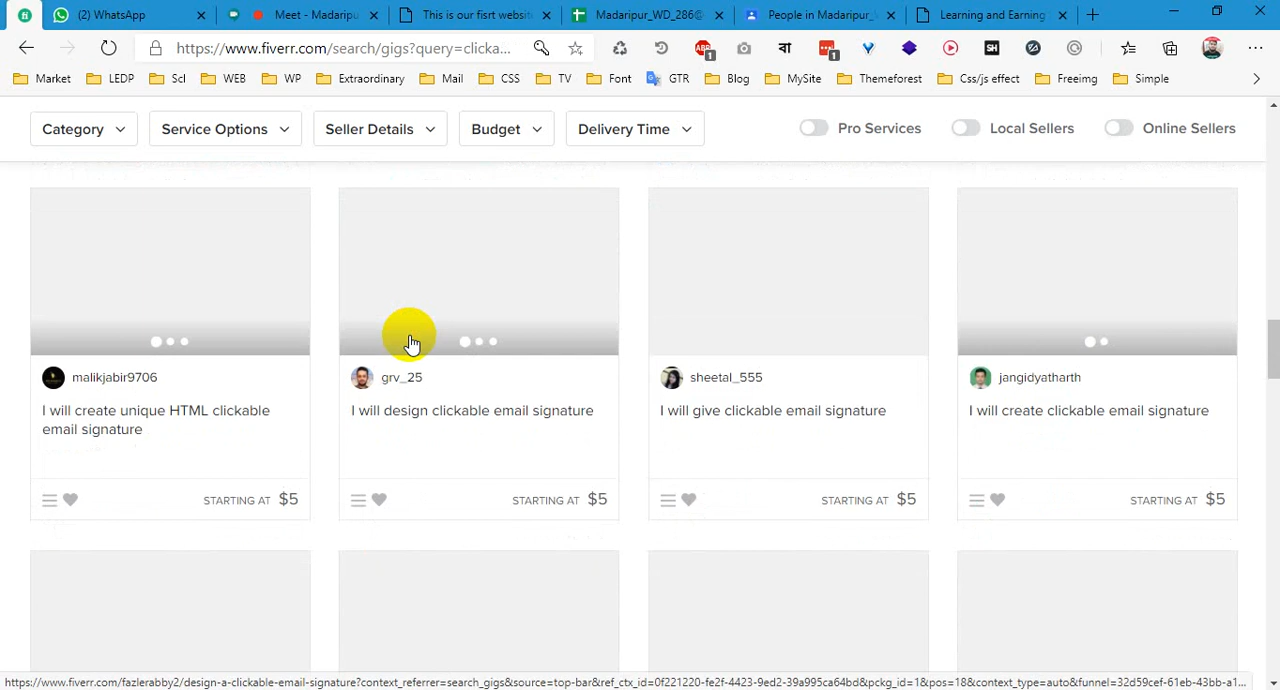 (2) WhatsApp
Meet - Madaripu
This is our fisrt websit
Madaripur_WD_286@
People in Madaripur_
Learning and Earning
https://www.fiverr.com/search/gigs?query=clicka...
Market LEDP Scl WEB WP Extraordinary Mail CSS TV Font GTR Blog MySite Themeforest Css/js effect Freeimg Simple
Category Service Options Seller Details Budget Delivery Time Pro Services Local Sellers Online Sellers
malikjabir9706
I will create unique HTML clickable
email signature
STARTING AT $5
grv_25
I will design clickable email signature
STARTING AT $5
sheetal_555
I will give clickable email signature
STARTING AT $5
jangidyatharth
I will create clickable email signature
STARTING AT $5
https://www.fiverr.com/fazlerabby2/design-a-clickable-email-signature?context_referrer=search_gigs&source=top-bar&ref_ctx_id=0f221220-fe2f-4423-9ed2-39a995ca64bd&pckg_id=1&pos=18&context_type=auto&funnel=32d59cef-61eb-43bb-a1...